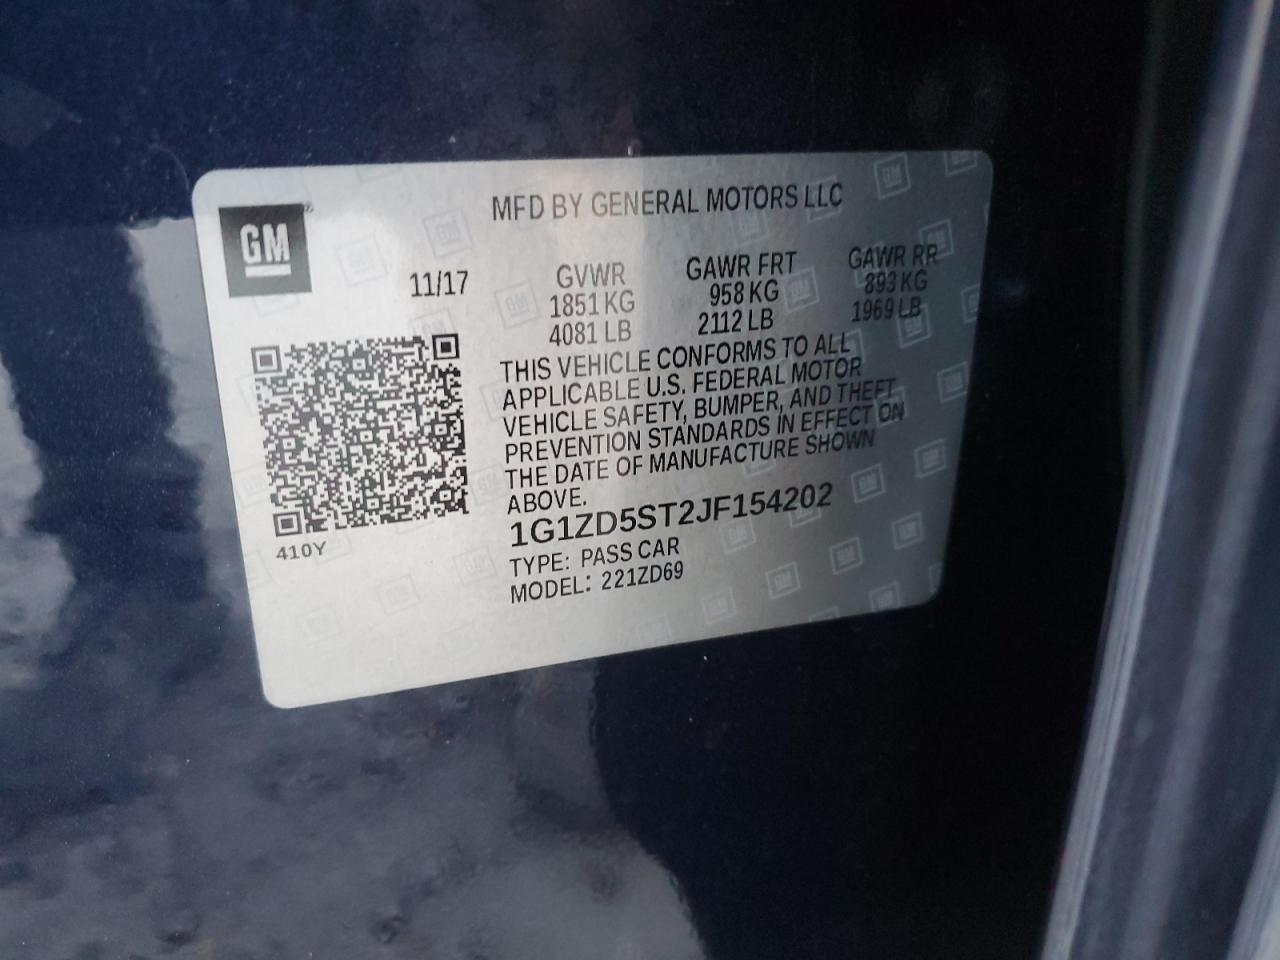 MFD BY GENERAL MOTORS LLC
GM
11/17
GVWR GAWR FRT GAWR RR
1851 KG 958 KG 893 KG
4081 LB 2112 LB 1969 LB
THIS VEHICLE CONFORMS TO ALL
APPLICABLE U.S. FEDERAL MOTOR
VEHICLE SAFETY, BUMPER, AND THEFT
PREVENTION STANDARDS IN EFFECT ON
THE DATE OF MANUFACTURE SHOWN
ABOVE.
1G1ZD5ST2JF154202
TYPE: PASS CAR
MODEL: 221ZD69
410Y